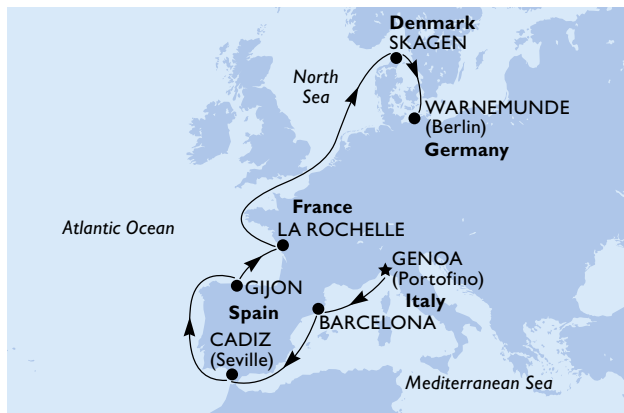 Denmark
SKAGEN
North
Sea
WARNEMUNDE
(Berlin)
Germany
France
Atlantic Ocean
LA ROCHELLE
GENOA
(Portofino)
Italy
GIJON
Spain
BARCELONA
CADIZ
(Seville)
Mediterranean Sea